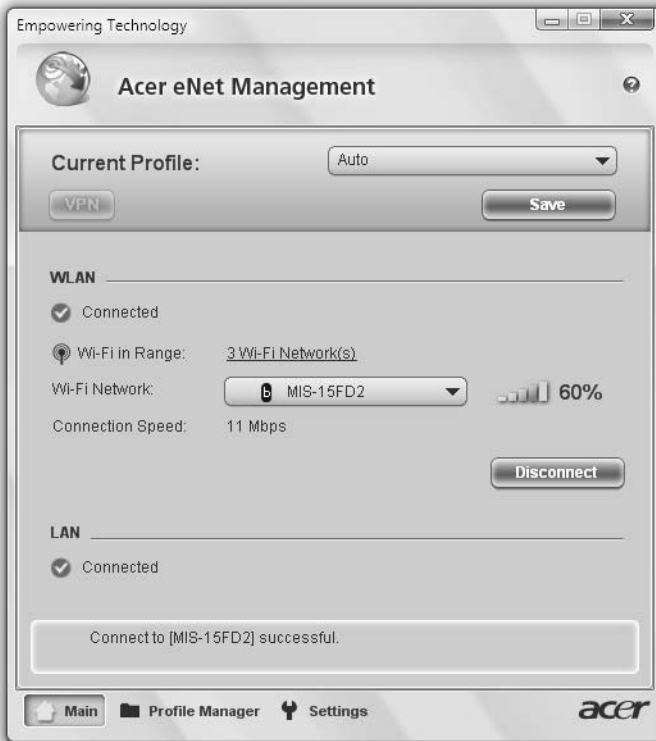 Empowering Technology
Acer eNet Management
Current Profile:
Auto
VPN
Save
WLAN
Connected
Wi-Fi in Range:
3 Wi-Fi Network(s)
Wi-Fi Network:
b MIS-15FD2
60%
Connection Speed:
11 Mbps
Disconnect
LAN
Connected
Connect to [MIS-15FD2] successful.
Main
Profile Manager
Settings
acer